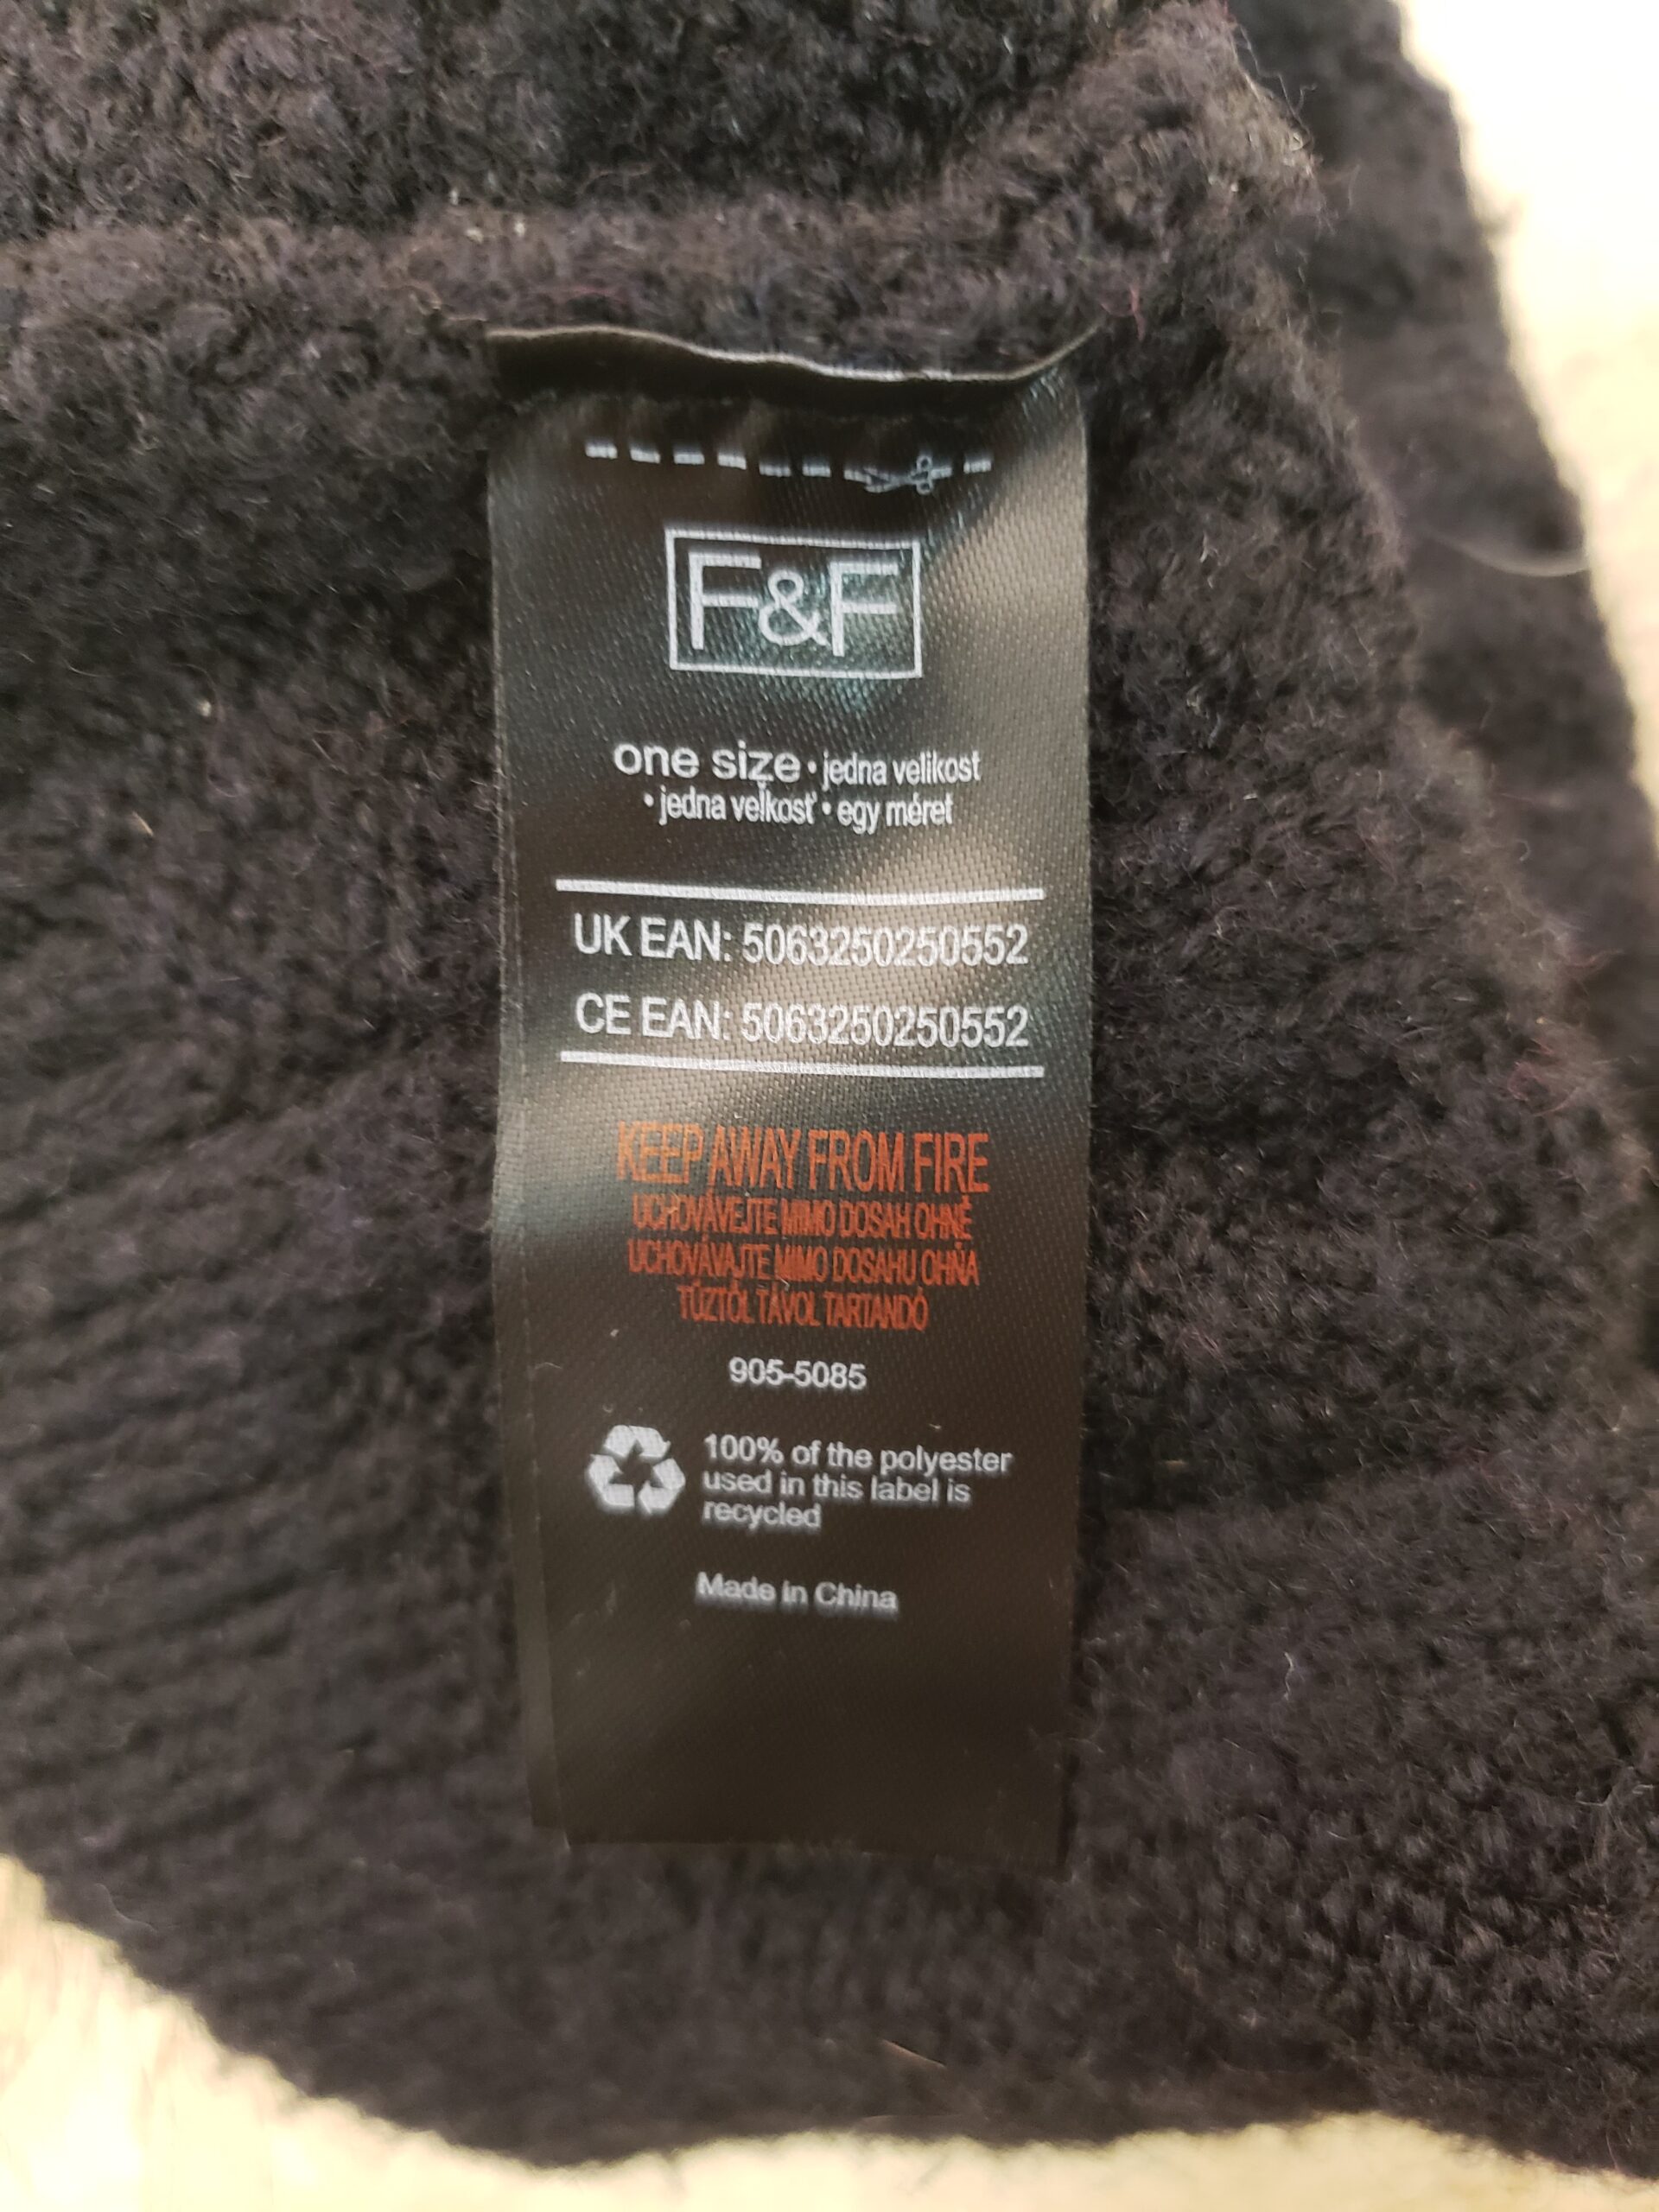 F&F
one size • jedna velikost
• jedna veľkosť • egy méret
UK EAN: 5063250250552
CE EAN: 5063250250552
KEEP AWAY FROM FIRE
UCHOVÁVEJTE MIMO DOSAH OHNĚ
UCHOVÁVAJTE MIMO DOSAHU OHŇA
TŰZTŐL TÁVOL TARTANDÓ
905-5085
100% of the polyester
used in this label is
recycled
Made in China